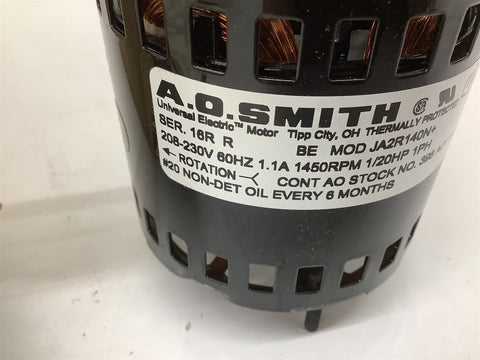 A.O.SMITH
Universal Electric™ Motor Tipp City, OH THERMALLY PROTECTED
SER. 16R R BE MOD JA2R140N+
208-230V 60HZ 1.1A 1450RPM 1/20HP 1PH
ROTATION CONT AO STOCK NO.
#20 NON-DET OIL EVERY 6 MONTHS